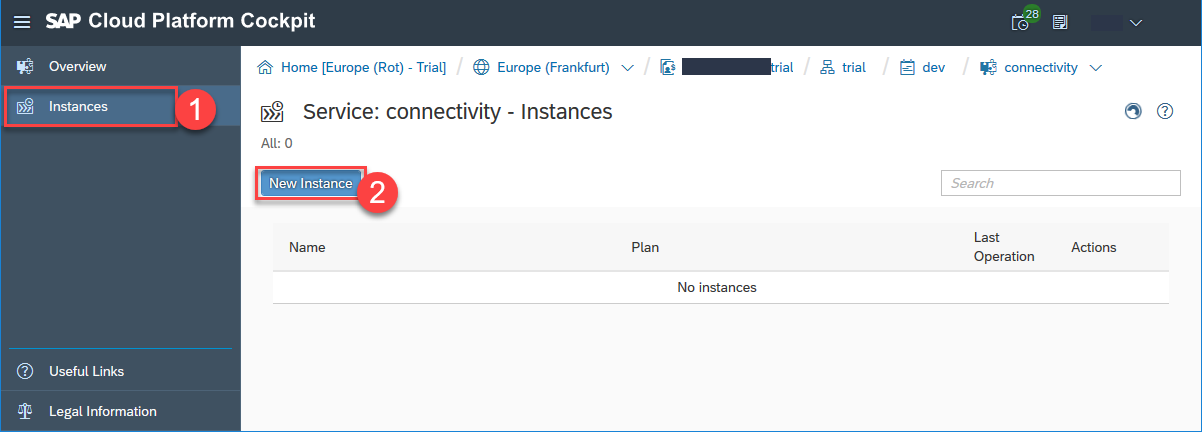 SAP Cloud Platform Cockpit
28
Overview
Instances
1
Useful Links
Legal Information
Home [Europe (Rot) - Trial] / Europe (Frankfurt) / trial / trial / dev / connectivity
Service: connectivity - Instances
All: 0
New Instance
2
Search
Name Plan Last Operation Actions
No instances